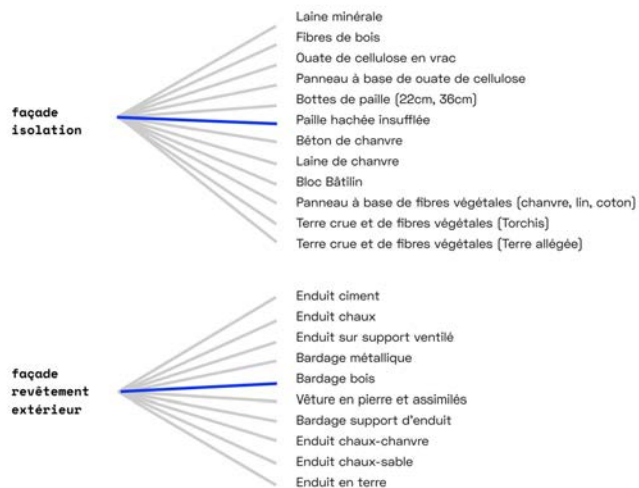 façade
isolation
Laine minérale
Fibres de bois
Ouate de cellulose en vrac
Panneau à base de ouate de cellulose
Bottes de paille (22cm, 36cm)
Paille hachée insufflée
Béton de chanvre
Laine de chanvre
Bloc Bâtilin
Panneau à base de fibres végétales (chanvre, lin, coton)
Terre crue et de fibres végétales (Torchis)
Terre crue et de fibres végétales (Terre allégée)
façade
revêtement
extérieur
Enduit ciment
Enduit chaux
Enduit sur support ventilé
Bardage métallique
Bardage bois
Vêture en pierre et assimilés
Bardage support d'enduit
Enduit chaux-chanvre
Enduit chaux-sable
Enduit en terre